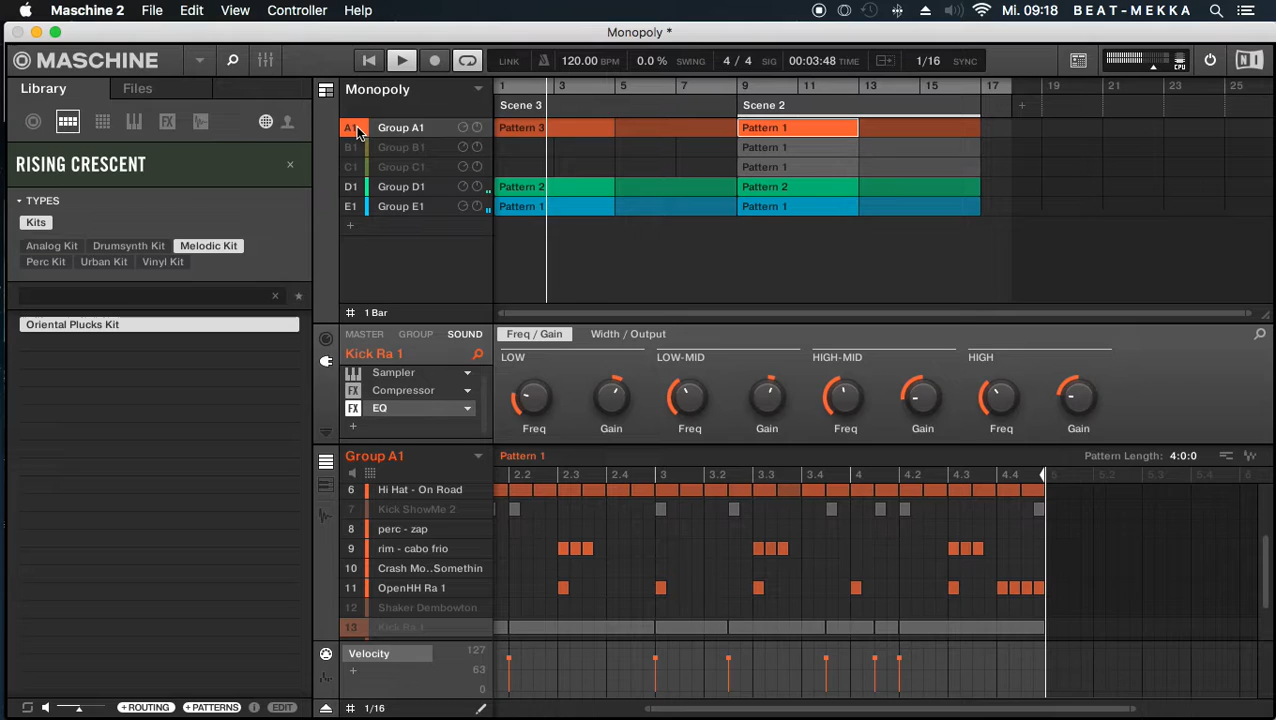 Maschine 2 File Edit View Controller Help Mi. 09:18 BEAT-MEKKA
Monopoly *
MASCHINE LINK 120.00 BPM 0.0 % SWING 4 / 4 SIG 00:03:48 TIME 1/16 SYNC
Library Files
Monopoly
1 3 5 7 9 11 13 15 17 19 21 23 25
Scene 3 Scene 2
A1 Group A1 Pattern 3 Pattern 1
B1 Group B1 Pattern 1
C1 Group C1 Pattern 1
D1 Group D1 Pattern 2 Pattern 2
E1 Group E1 Pattern 1 Pattern 1
RISING CRESCENT
TYPES
Kits
Analog Kit Drumsynth Kit Melodic Kit
Perc Kit Urban Kit Vinyl Kit
Oriental Plucks Kit
1 Bar
MASTER GROUP SOUND
Kick Ra 1
Sampler
FX Compressor
FX EQ
Freq / Gain Width / Output
LOW LOW-MID HIGH-MID HIGH
Freq Gain Freq Gain Freq Gain Freq Gain
Group A1 Pattern 1 Pattern Length: 4:0:0
2.2 2.3 2.4 3 3.2 3.3 3.4 4 4.2 4.3 4.4 5.2 5.3 5.4 6
6 Hi Hat - On Road
7 Kick ShowMe 2
8 perc - zap
9 rim - cabo frio
10 Crash Mo..Somethin
11 OpenHH Ra 1
12 Shaker Dembowton
13 Kick Ra 1
Velocity 127
63
0
+ROUTING +PATTERNS EDIT 1/16